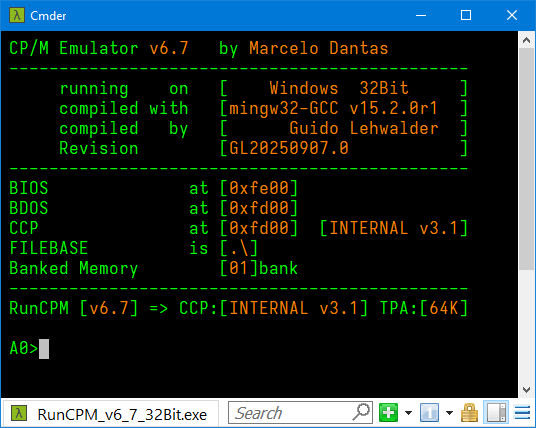 Cmder
CP/M Emulator v6.7 by Marcelo Dantas
----------------------------------------------
running on [ Windows 32Bit ]
compiled with [mingw32-GCC v15.2.0r1 ]
compiled by [ Guido Lehwalder ]
Revision [GL20250907.0 ]
----------------------------------------------
BIOS at [0xfe00]
BDOS at [0xfd00]
CCP at [0xfd00] [INTERNAL v3.1]
FILEBASE is [.\]
Banked Memory [01]bank
----------------------------------------------
RunCPM [v6.7] => CCP:[INTERNAL v3.1] TPA:[64K]
A0>
λ RunCPM_v6_7_32Bit.exe Search 1